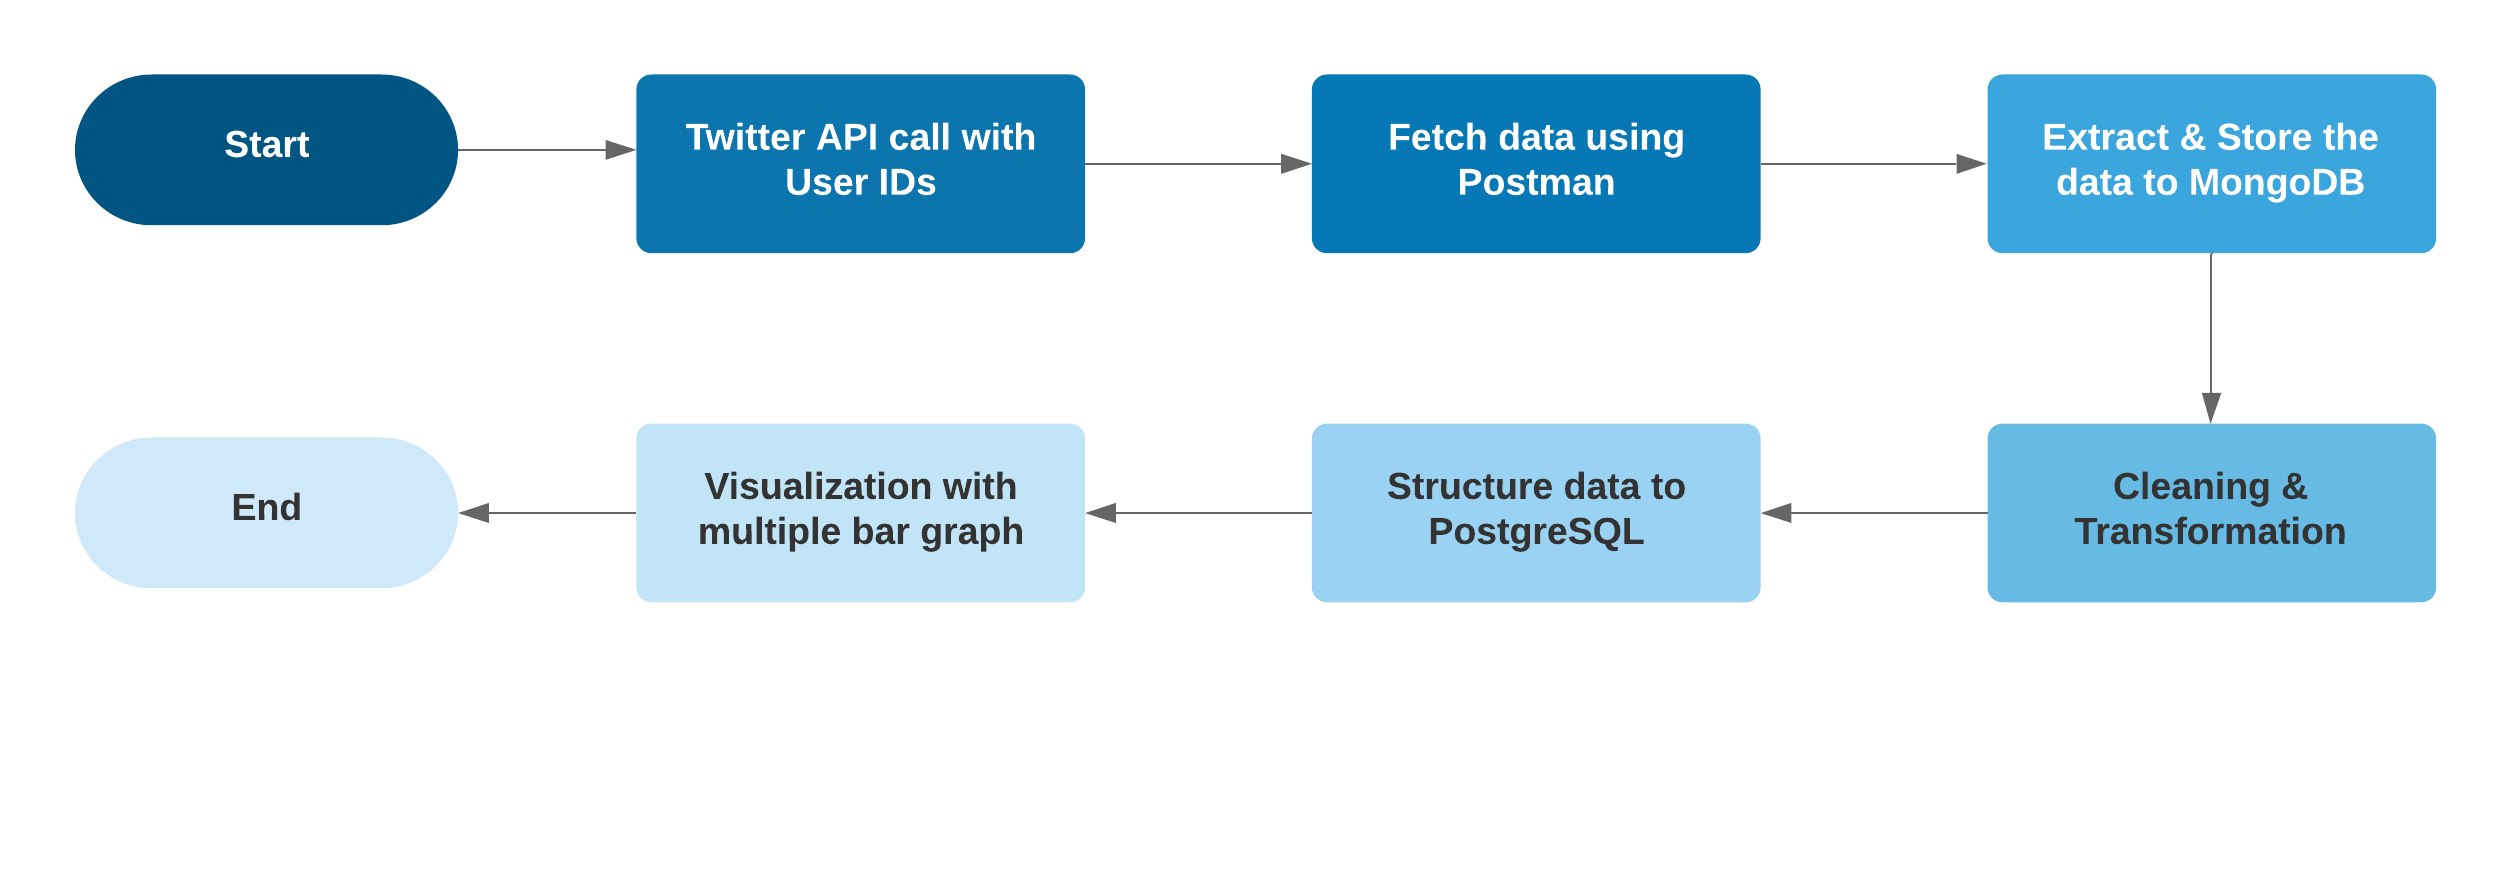 Start
Twitter API call with
User IDs
Fetch data using
Postman
Extract & Store the
data to MongoDB
Cleaning &
Transformation
Structure data to
PostgreSQL
Visualization with
multiple bar graph
End